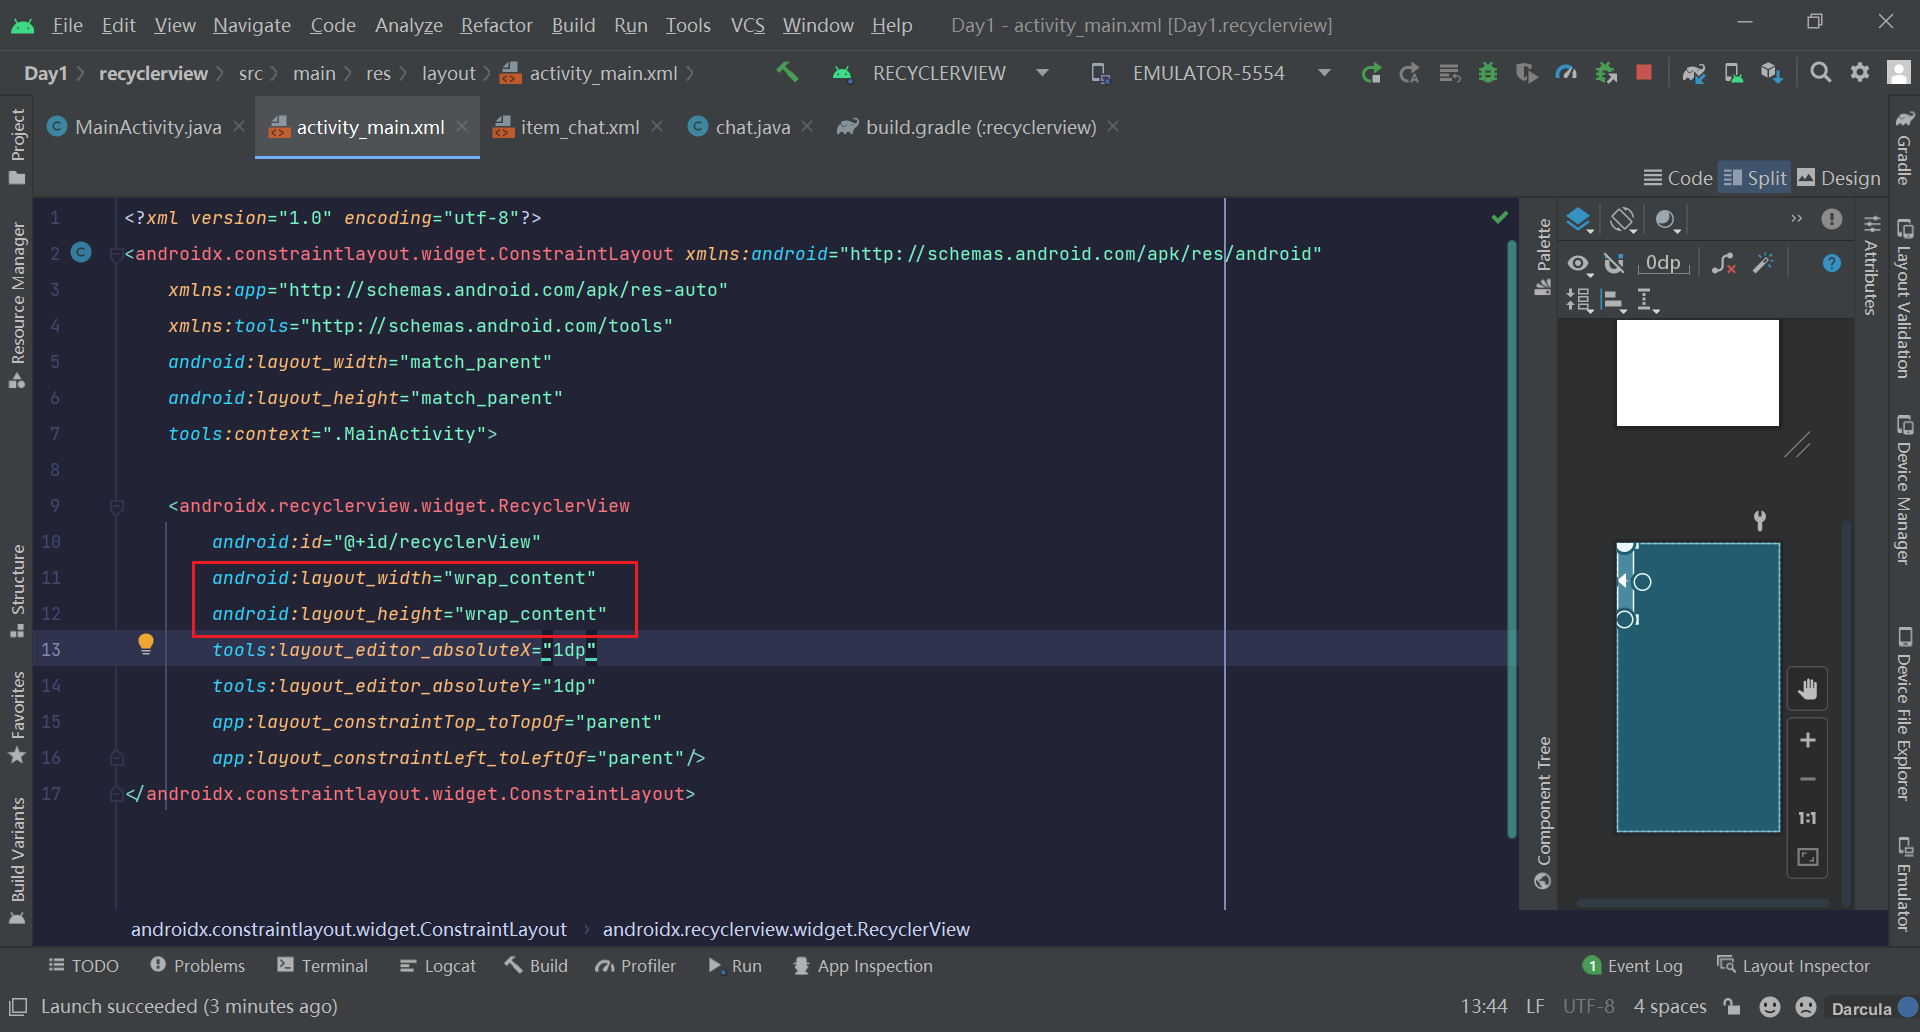 File Edit View Navigate Code Analyze Refactor Build Run Tools VCS Window Help Day1 - activity_main.xml [Day1.recyclerview]
Day1 recyclerview src main res layout activity_main.xml RECYCLERVIEW EMULATOR-5554
MainActivity.java activity_main.xml item_chat.xml chat.java build.gradle (:recyclerview)
Code Split Design
Project
Resource Manager
Structure
Favorites
Build Variants
1 <?xml version="1.0" encoding="utf-8"?>
2 <androidx.constraintlayout.widget.ConstraintLayout xmlns:android="http://schemas.android.com/apk/res/android"
3 xmlns:app="http://schemas.android.com/apk/res-auto"
4 xmlns:tools="http://schemas.android.com/tools"
5 android:layout_width="match_parent"
6 android:layout_height="match_parent"
7 tools:context=".MainActivity">
8
9 <androidx.recyclerview.widget.RecyclerView
10 android:id="@+id/recyclerView"
11 android:layout_width="wrap_content"
12 android:layout_height="wrap_content"
13 tools:layout_editor_absoluteX="1dp"
14 tools:layout_editor_absoluteY="1dp"
15 app:layout_constraintTop_toTopOf="parent"
16 app:layout_constraintLeft_toLeftOf="parent"/>
17 </androidx.constraintlayout.widget.ConstraintLayout>
Palette
Component Tree
0dp
1:1
Attributes
Gradle
Layout Validation
Device Manager
Device File Explorer
Emulator
androidx.constraintlayout.widget.ConstraintLayout androidx.recyclerview.widget.RecyclerView
TODO Problems Terminal Logcat Build Profiler Run App Inspection 1 Event Log Layout Inspector
Launch succeeded (3 minutes ago) 13:44 LF UTF-8 4 spaces Darcula